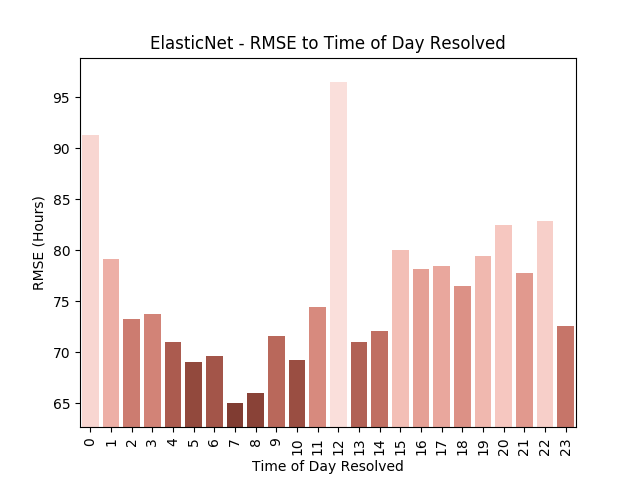 ElasticNet - RMSE to Time of Day Resolved
95
90
85
80
75
70
65
RMSE (Hours)
0 1 2 3 4 5 6 7 8 9 10 11 12 13 14 15 16 17 18 19 20 21 22 23
Time of Day Resolved